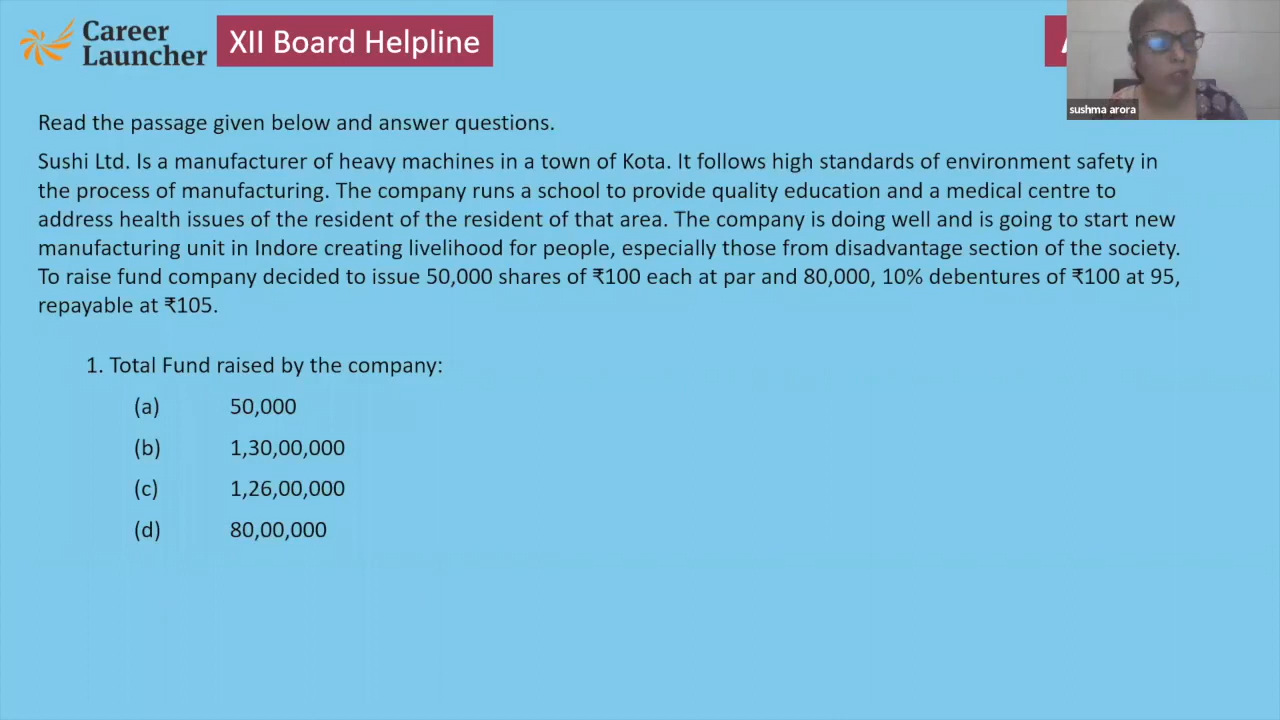 Career
Launcher
XII Board Helpline
sushma arora
Read the passage given below and answer questions.
Sushi Ltd. Is a manufacturer of heavy machines in a town of Kota. It follows high standards of environment safety in
the process of manufacturing. The company runs a school to provide quality education and a medical centre to
address health issues of the resident of the resident of that area. The company is doing well and is going to start new
manufacturing unit in Indore creating livelihood for people, especially those from disadvantage section of the society.
To raise fund company decided to issue 50,000 shares of ₹100 each at par and 80,000, 10% debentures of ₹100 at 95,
repayable at ₹105.
1. Total Fund raised by the company:
(a) 50,000
(b) 1,30,00,000
(c) 1,26,00,000
(d) 80,00,000